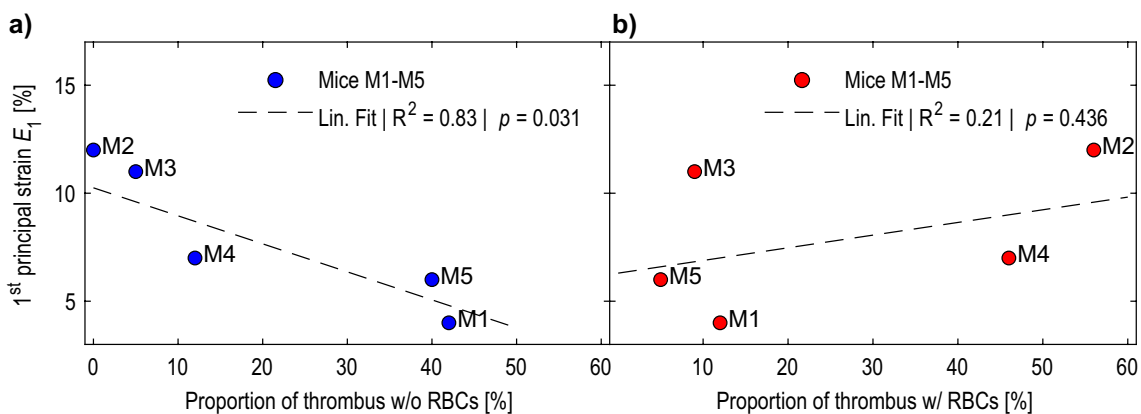 a)
b)
1st principal strain E1 [%]
15
10
5
Mice M1-M5
Lin. Fit | R2 = 0.83 | p = 0.031
M2
M3
M4
M5
M1
0 10 20 30 40 50 60
Proportion of thrombus w/o RBCs [%]
Mice M1-M5
Lin. Fit | R2 = 0.21 | p = 0.436
M2
M3
M4
M5
M1
10 20 30 40 50 60
Proportion of thrombus w/ RBCs [%]